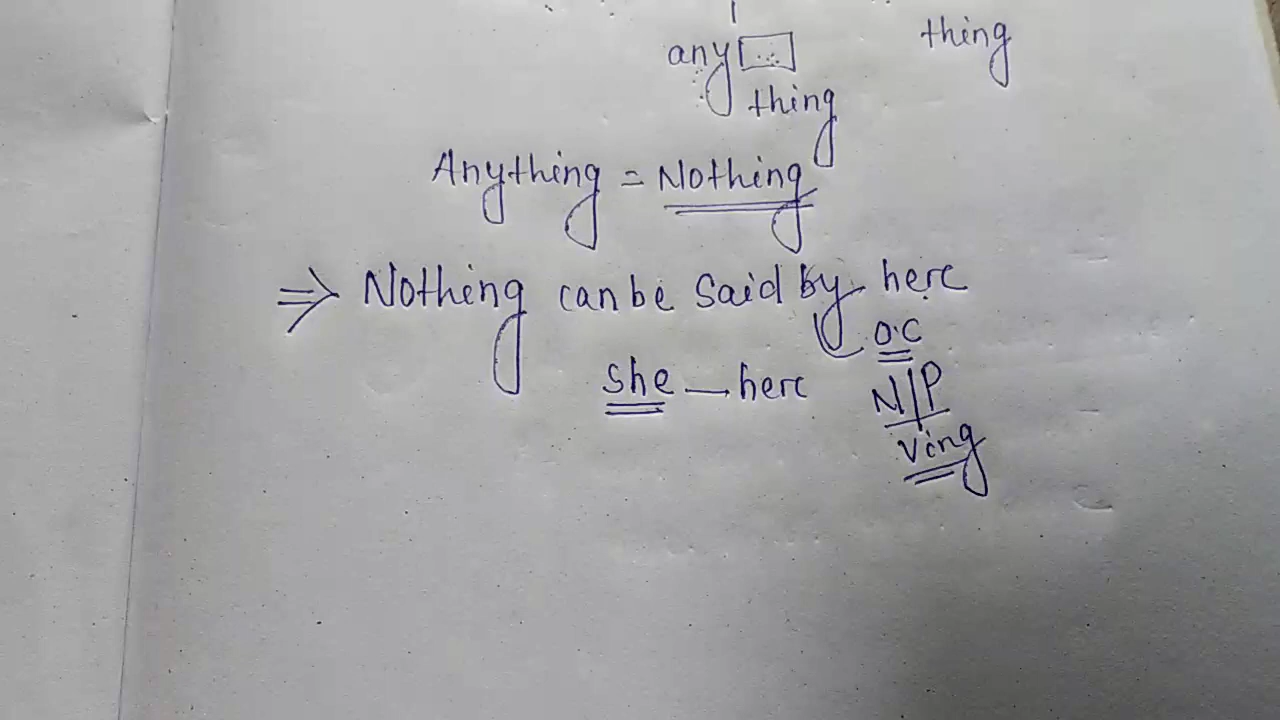 any thing
thing
Anything = Nothing
⇒ Nothing can be said by here
O.C
she — here
N/P
Ving